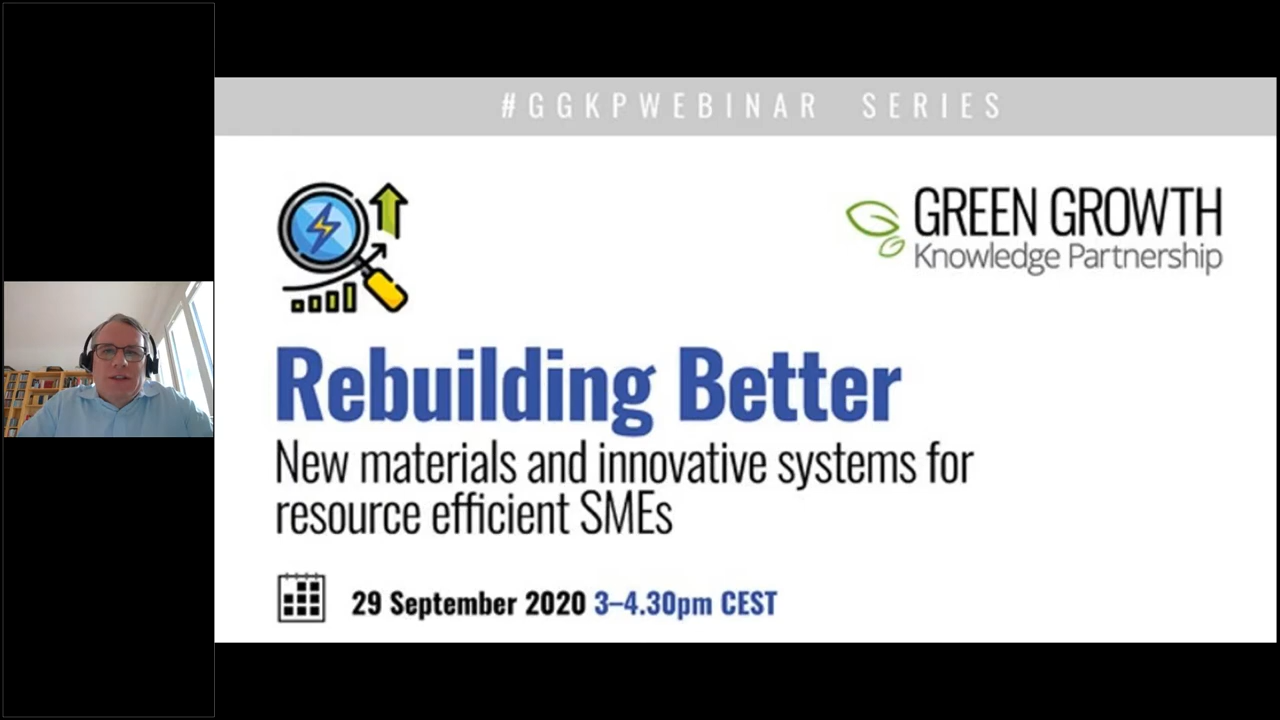 #GGKPWEBINAR SERIES
GREEN GROWTH
Knowledge Partnership
Rebuilding Better
New materials and innovative systems for
resource efficient SMEs
29 September 2020 3–4.30pm CEST